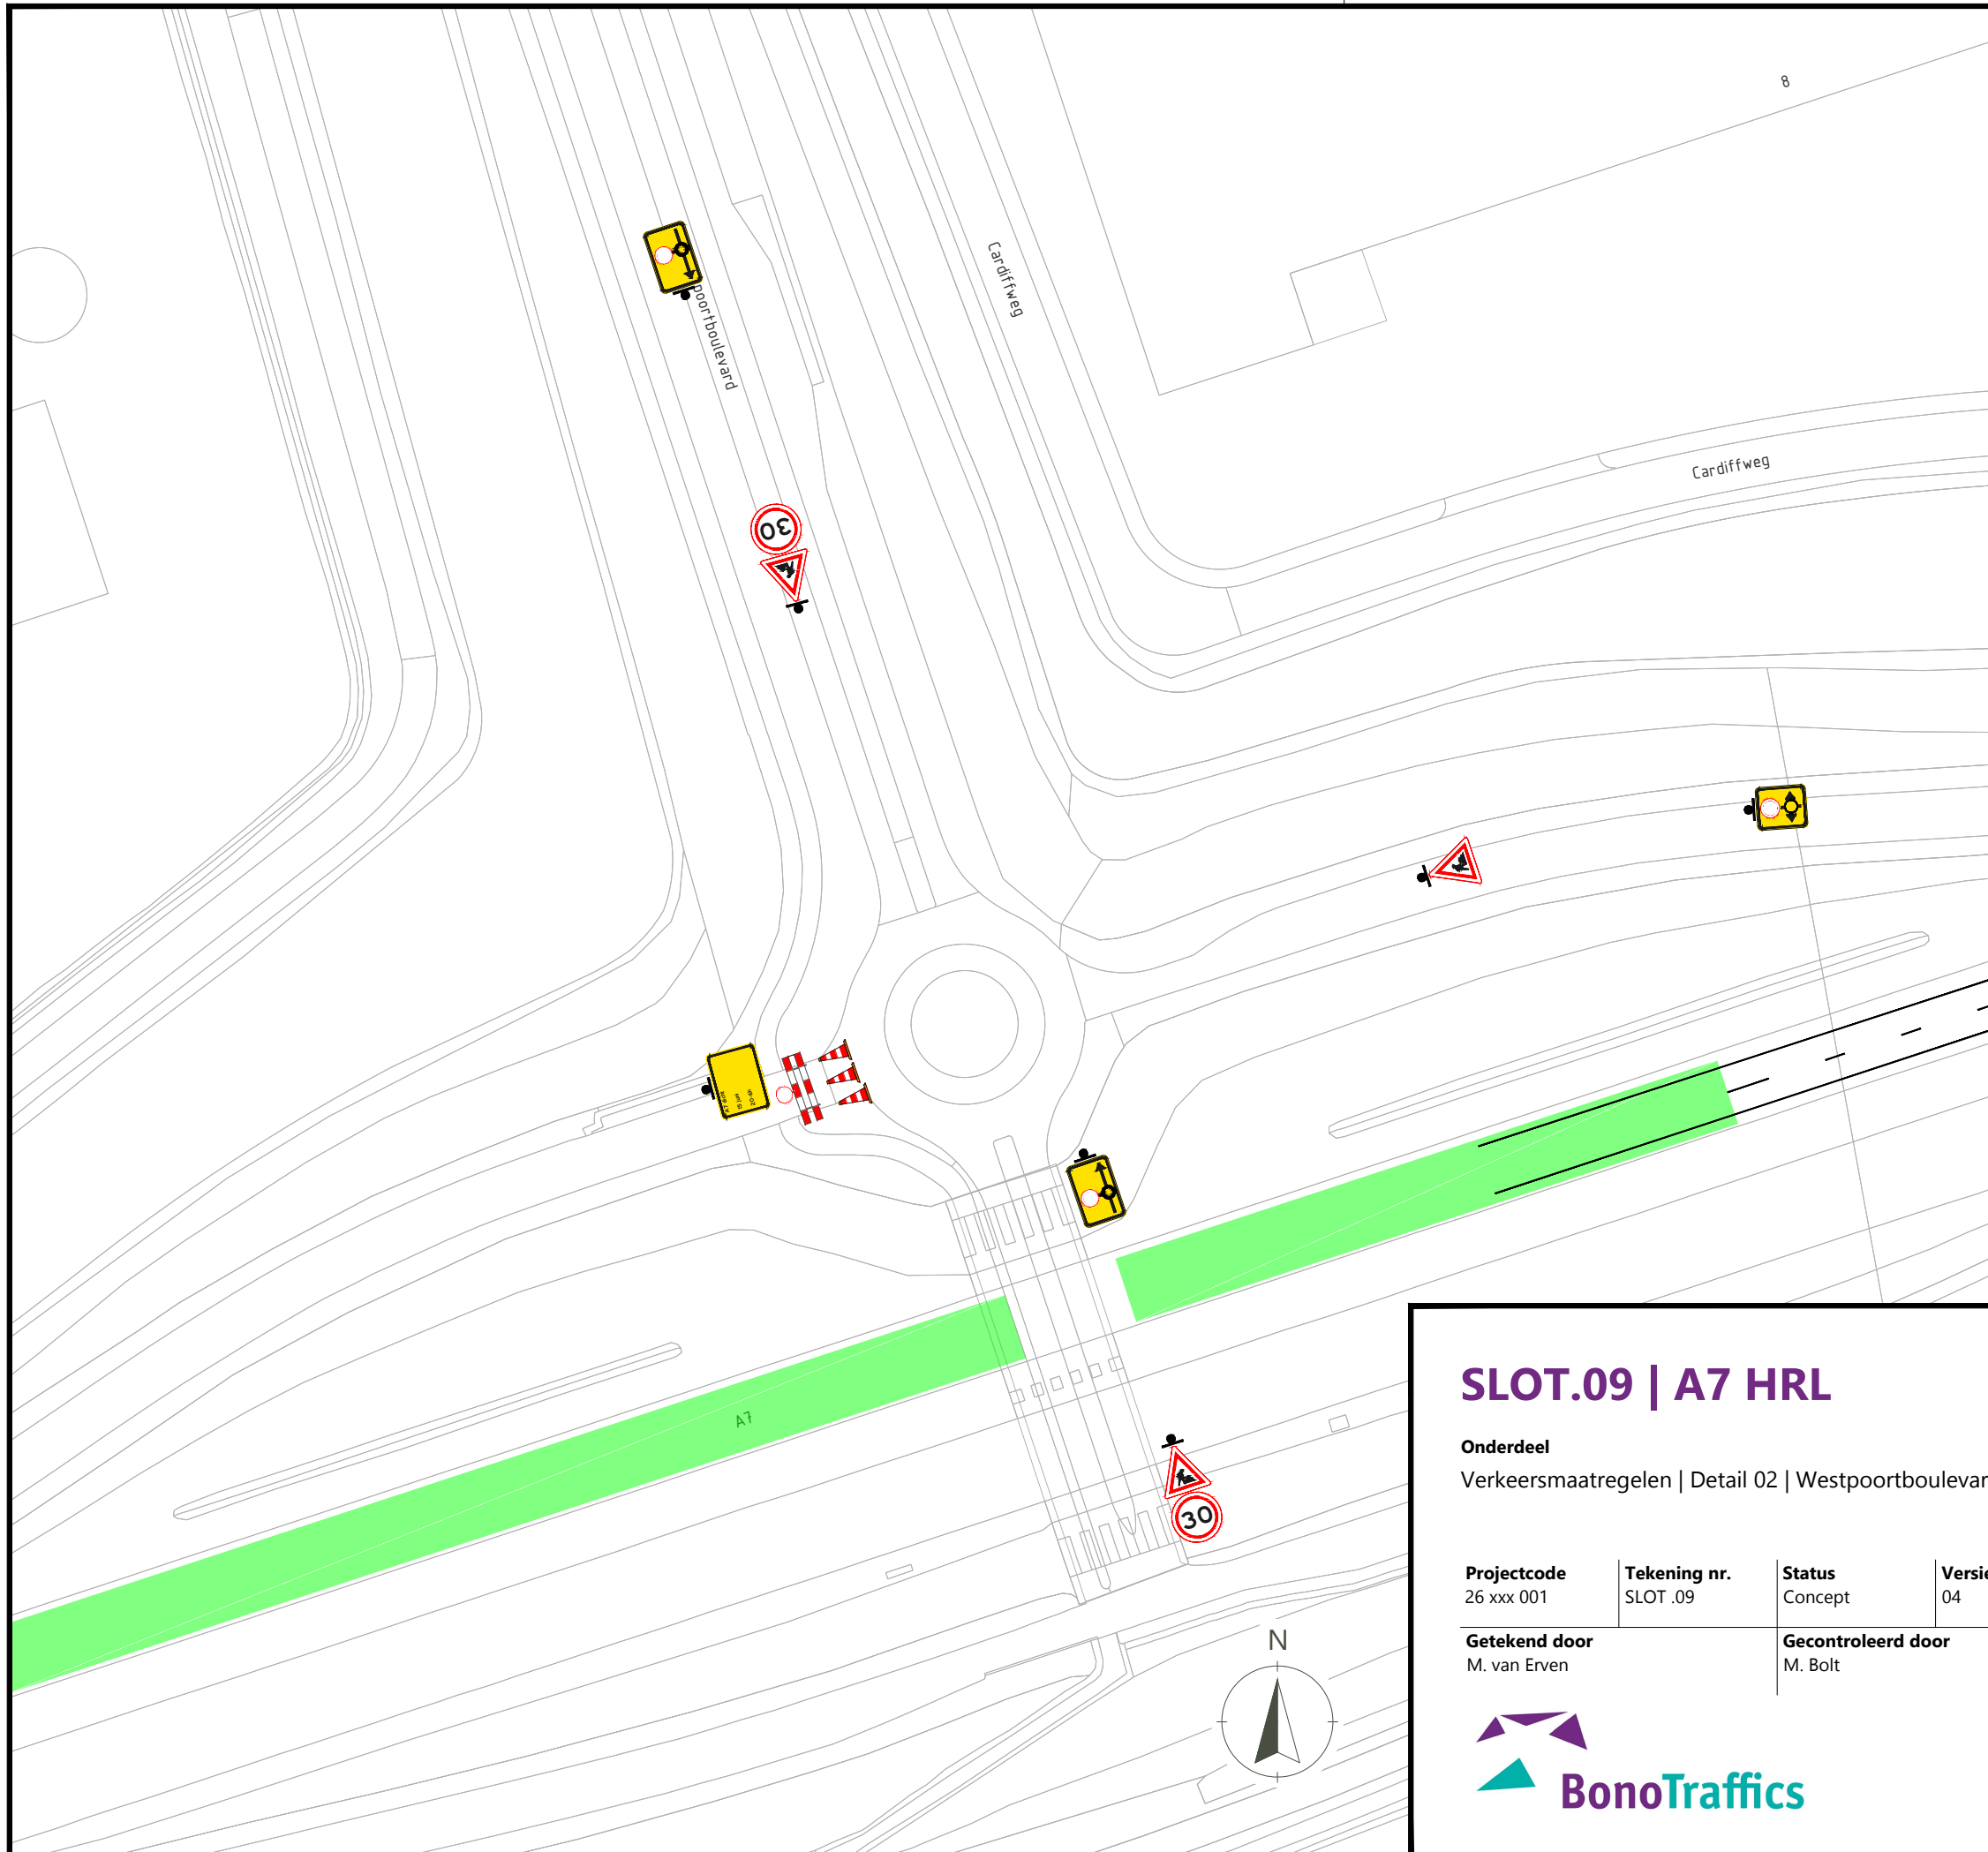 8
Cardiffweg
poortboulevard
Cardiffweg
30
A7
30
N
SLOT.09 | A7 HRL
Onderdeel
Verkeersmaatregelen | Detail 02 | Westpoortboulevar
Projectcode
26 xxx 001
Tekening nr.
SLOT .09
Status
Concept
Versie
04
Getekend door
M. van Erven
Gecontroleerd door
M. Bolt
BonoTraffics